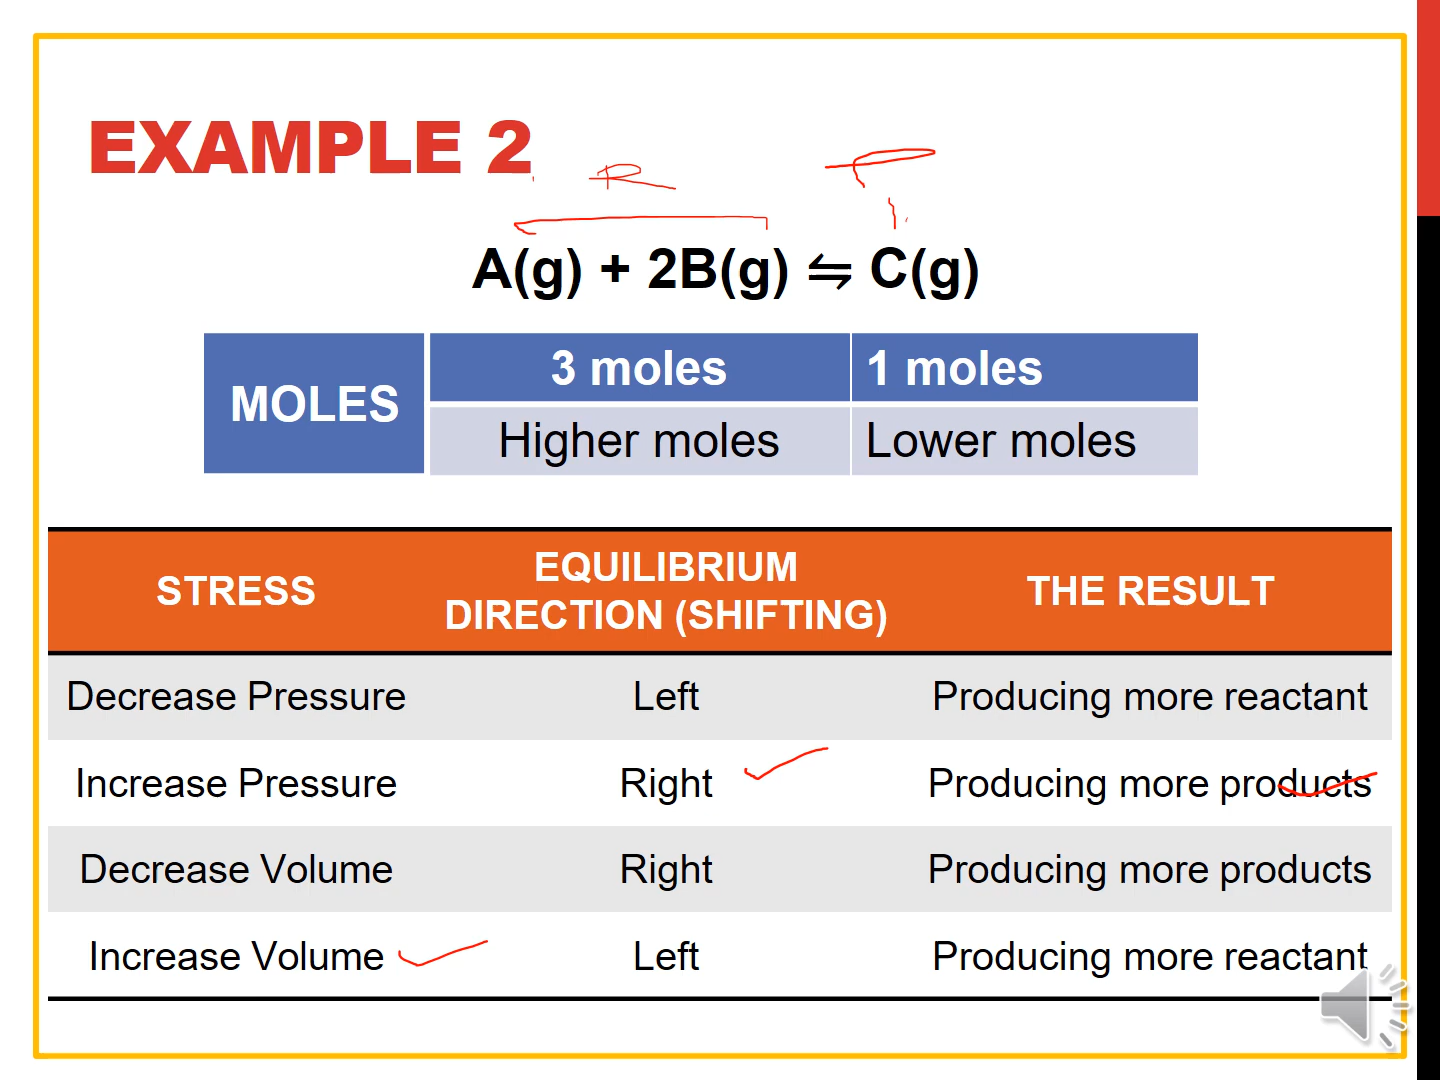 EXAMPLE 2
R
P
A(g) + 2B(g) ⇋ C(g)
MOLES
3 moles
1 moles
Higher moles
Lower moles
STRESS
EQUILIBRIUM
DIRECTION (SHIFTING)
THE RESULT
Decrease Pressure
Left
Producing more reactant
Increase Pressure
Right
Producing more products
Decrease Volume
Right
Producing more products
Increase Volume
Left
Producing more reactant